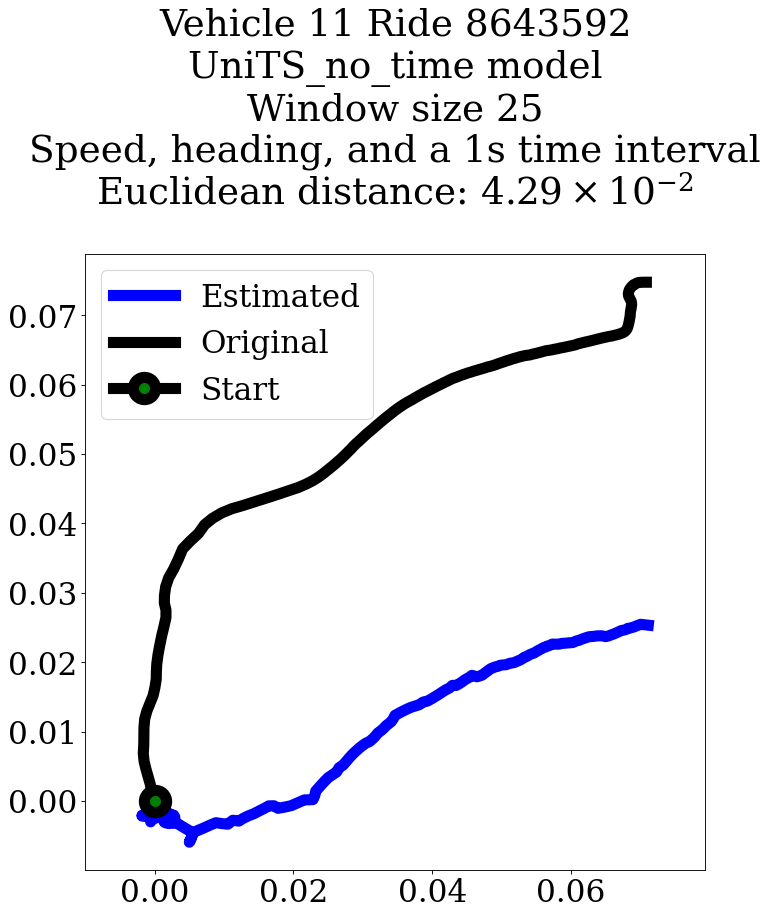 Vehicle 11 Ride 8643592
UniTS_no_time model
Window size 25
Speed, heading, and a 1s time interval
Euclidean distance: 4.29 × 10⁻²
Estimated
Original
Start
0.07
0.06
0.05
0.04
0.03
0.02
0.01
0.00
0.00 0.02 0.04 0.06